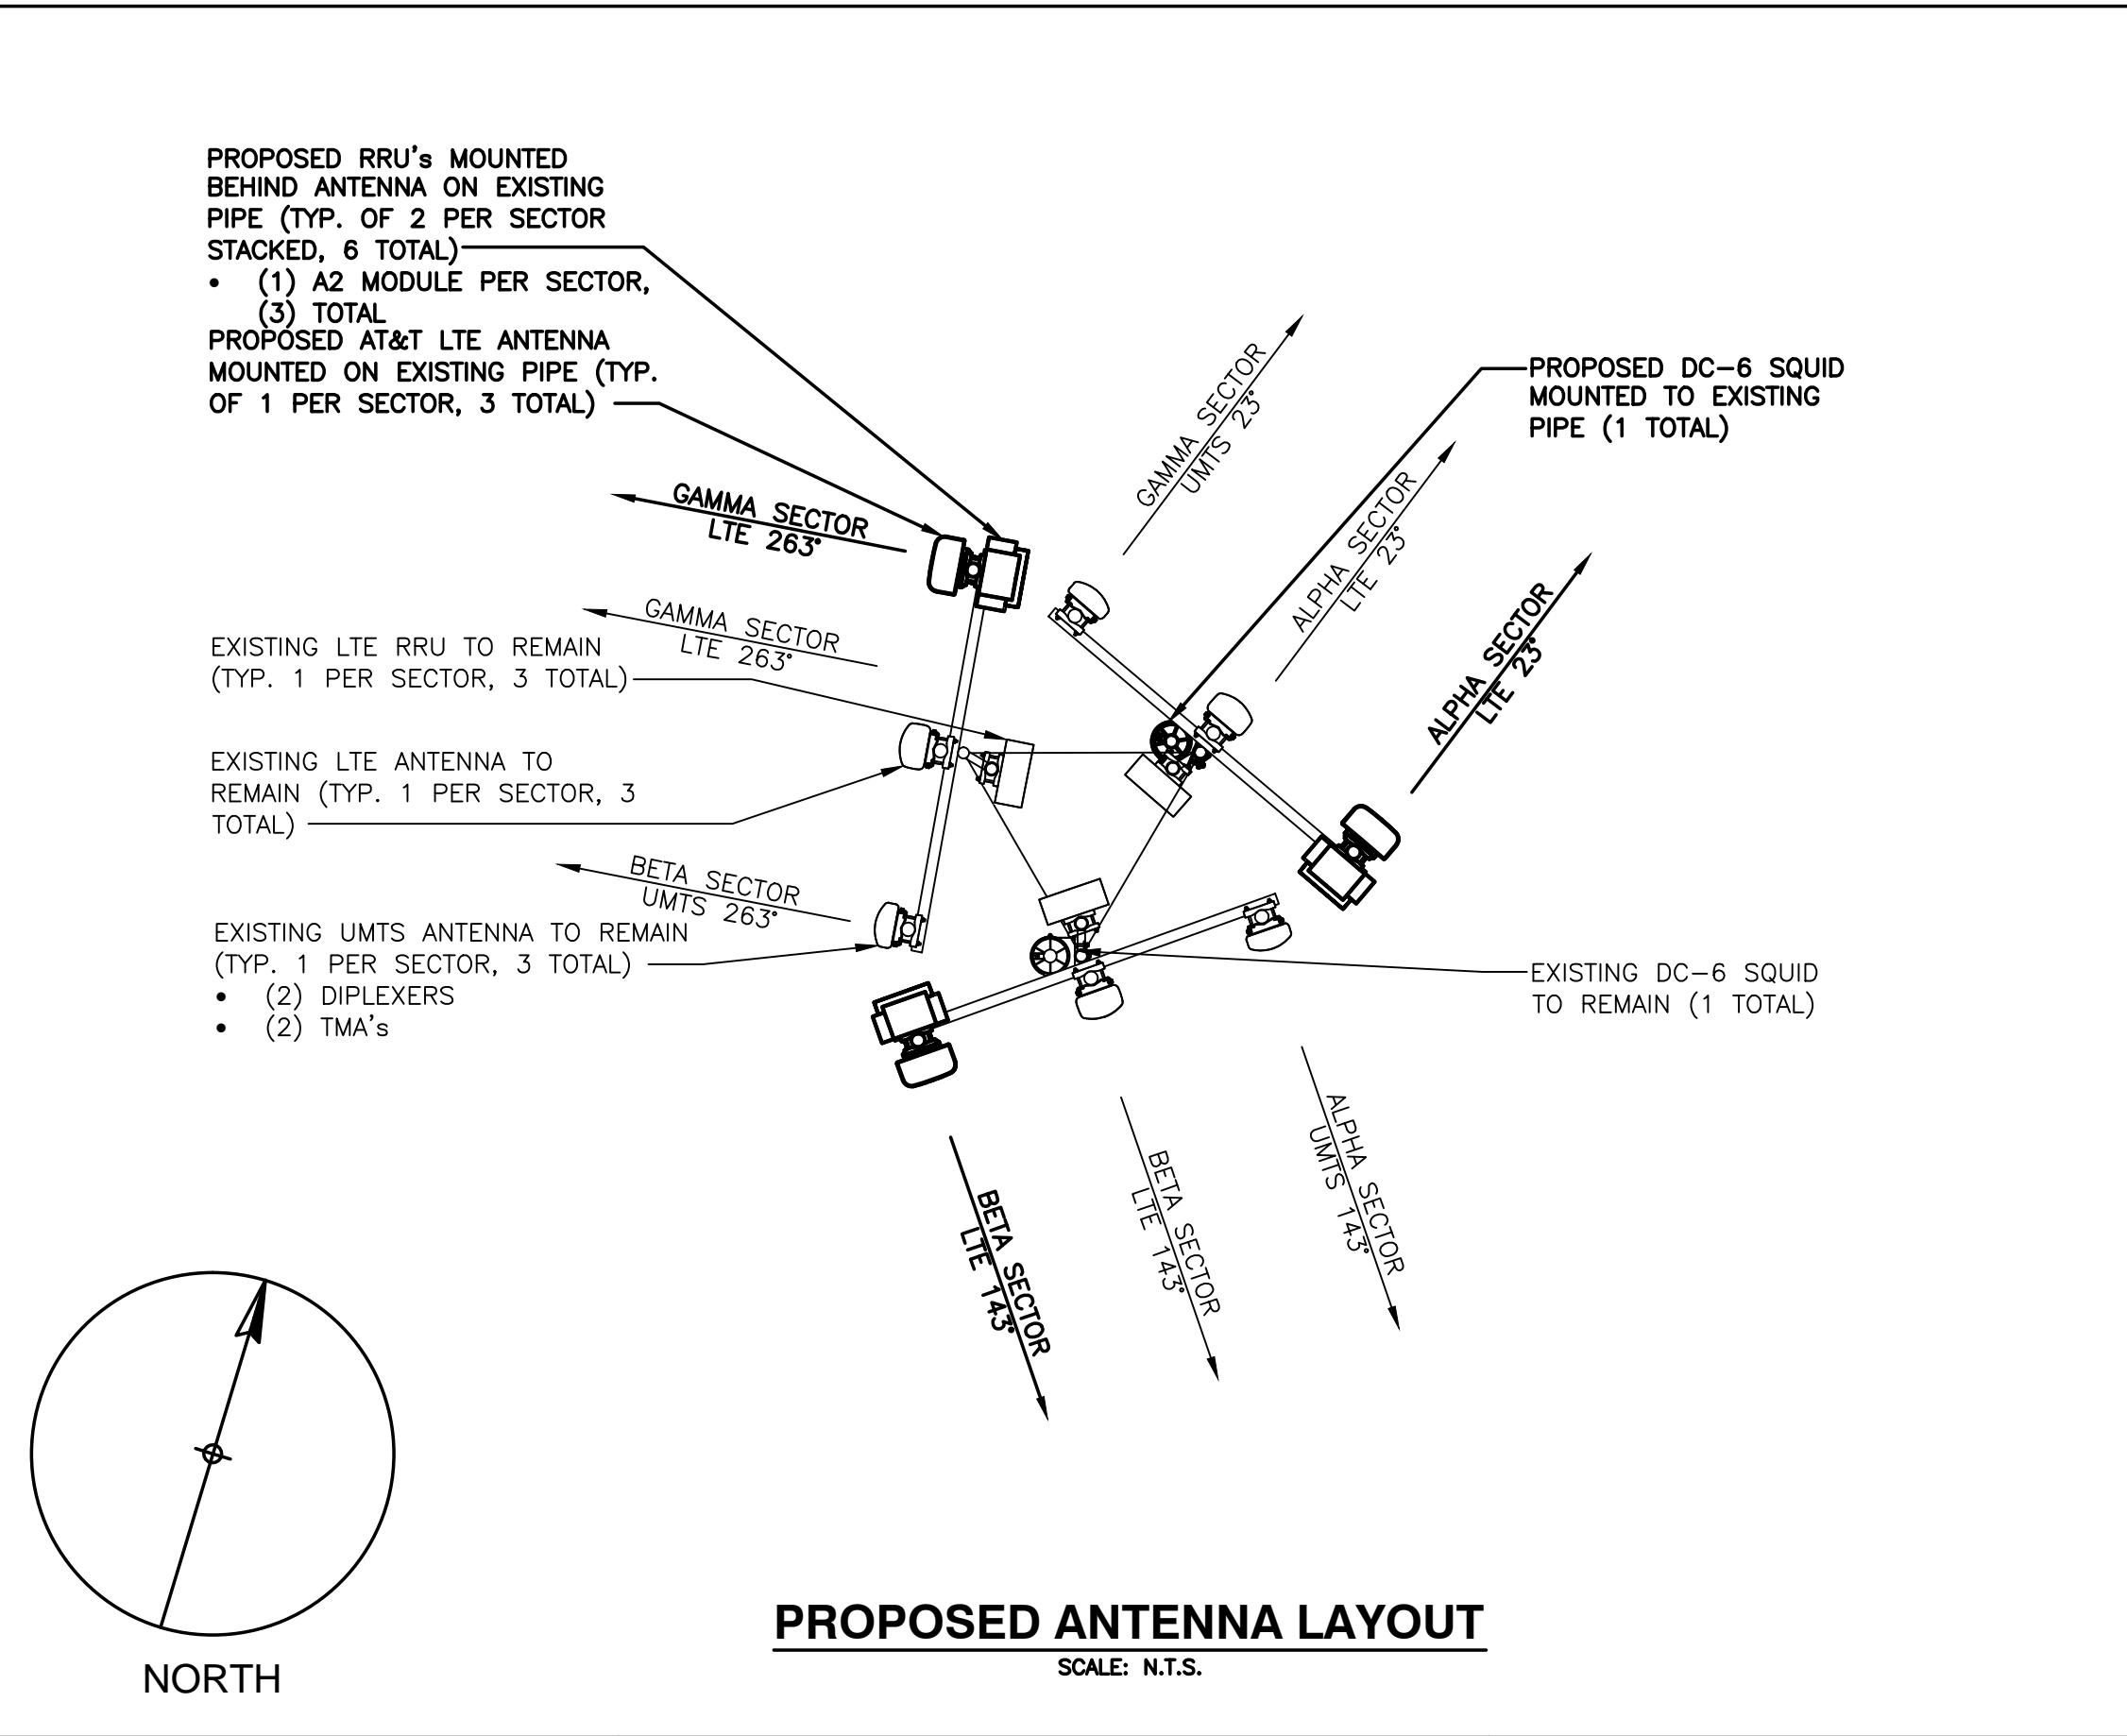 PROPOSED RRU's MOUNTED
BEHIND ANTENNA ON EXISTING
PIPE (TYP. OF 2 PER SECTOR
STACKED, 6 TOTAL)
• (1) A2 MODULE PER SECTOR,
(3) TOTAL
PROPOSED AT&T LTE ANTENNA
MOUNTED ON EXISTING PIPE (TYP.
OF 1 PER SECTOR, 3 TOTAL)
GAMMA SECTOR
UMTS 23°
PROPOSED DC-6 SQUID
MOUNTED TO EXISTING
PIPE (1 TOTAL)
GAMMA SECTOR
LTE 263°
ALPHA SECTOR
LTE 23°
ALPHA SECTOR
LTE 23°
GAMMA SECTOR
LTE 263°
EXISTING LTE RRU TO REMAIN
(TYP. 1 PER SECTOR, 3 TOTAL)
EXISTING LTE ANTENNA TO
REMAIN (TYP. 1 PER SECTOR, 3
TOTAL)
BETA SECTOR
UMTS 263°
EXISTING UMTS ANTENNA TO REMAIN
(TYP. 1 PER SECTOR, 3 TOTAL)
• (2) DIPLEXERS
• (2) TMA's
EXISTING DC-6 SQUID
TO REMAIN (1 TOTAL)
BETA SECTOR
LTE 143°
BETA SECTOR
LTE 143°
ALPHA SECTOR
UMTS 143°
NORTH
PROPOSED ANTENNA LAYOUT
SCALE: N.T.S.